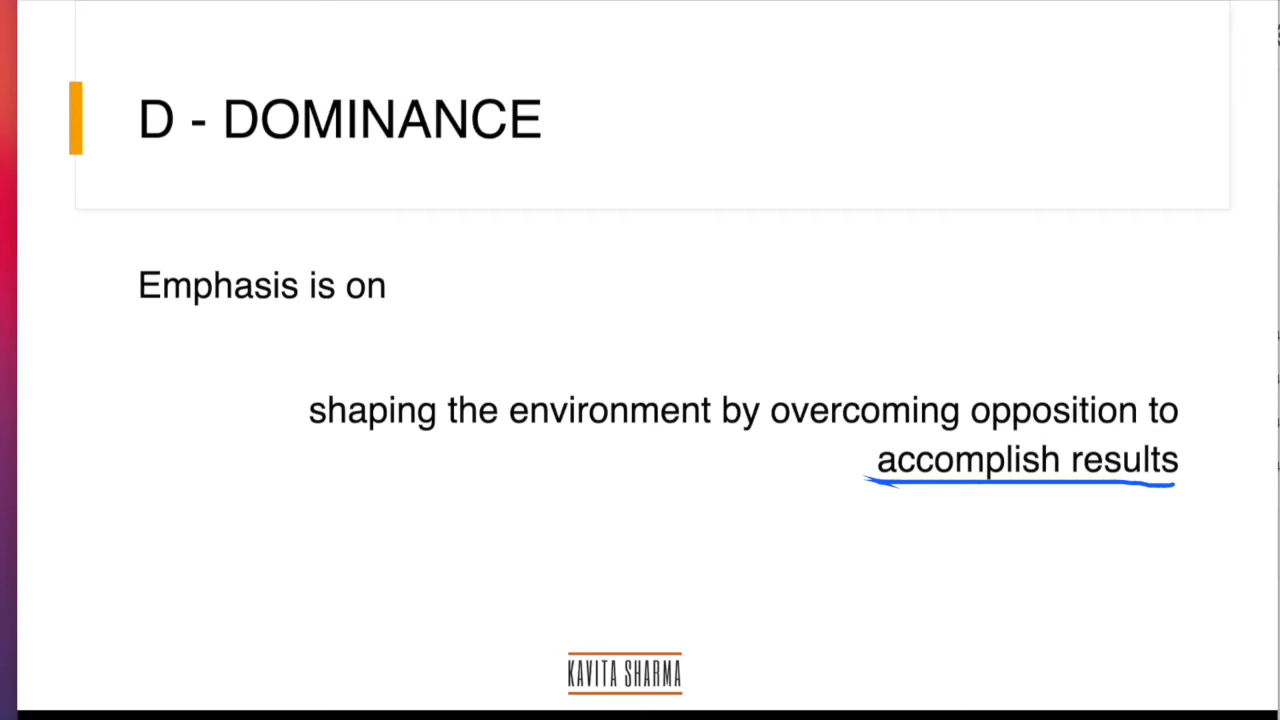 D - DOMINANCE
Emphasis is on
shaping the environment by overcoming opposition to
accomplish results
KAVITA SHARMA